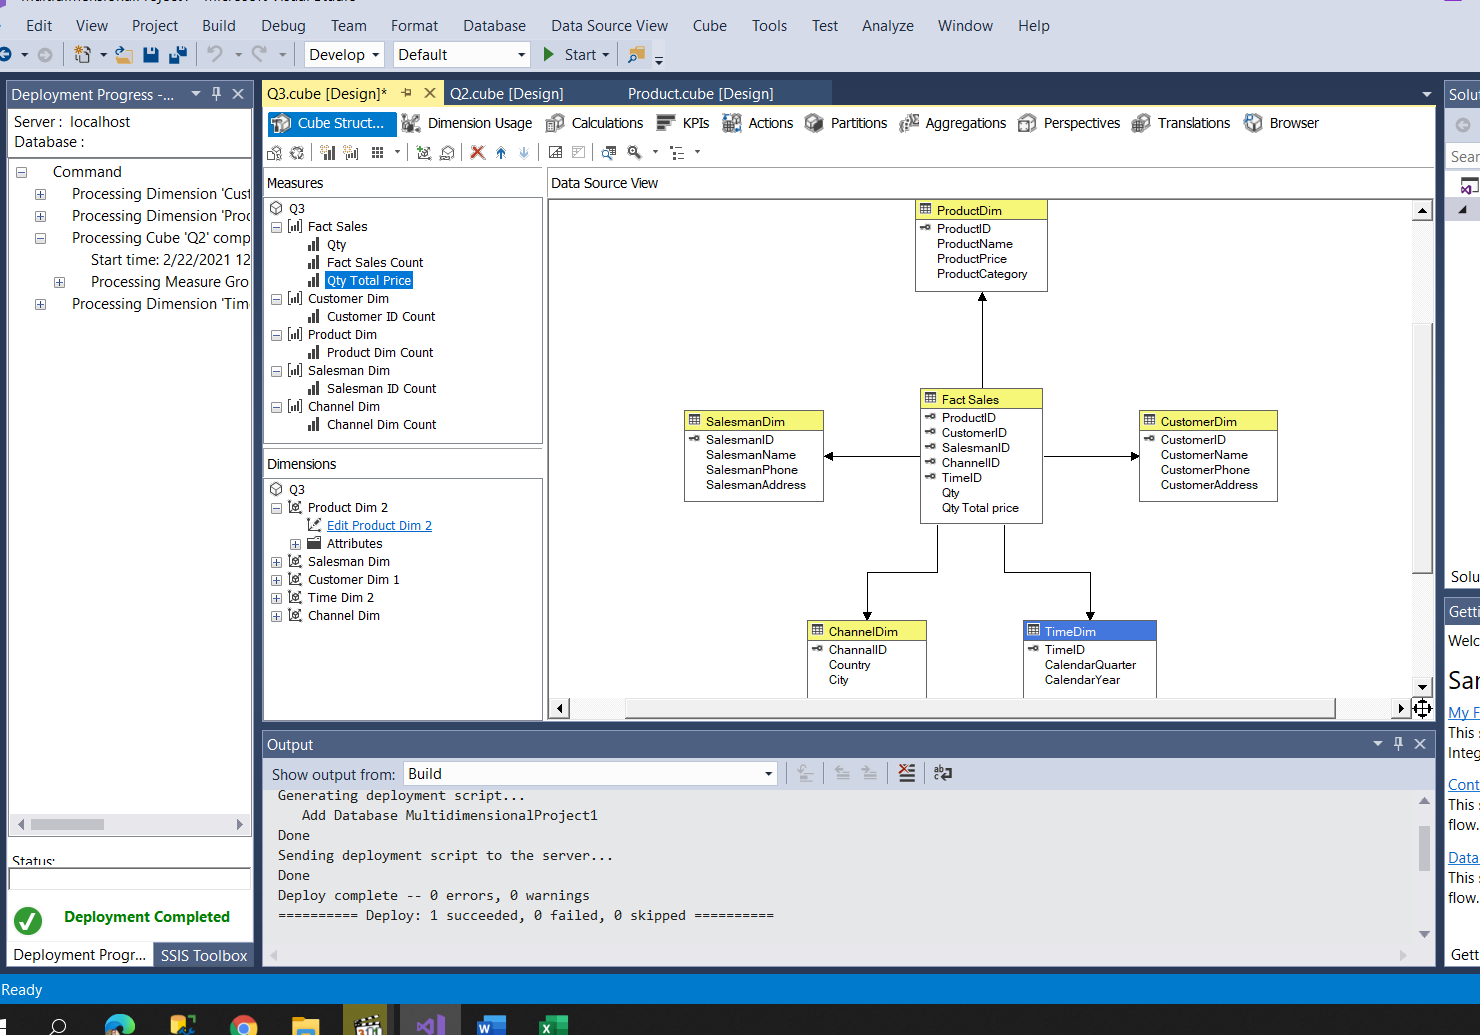 Edit View Project Build Debug Team Format Database Data Source View Cube Tools Test Analyze Window Help
Develop Default Start
Deployment Progress -...
Server : localhost
Database :
Command
Processing Dimension 'Cust
Processing Dimension 'Proc
Processing Cube 'Q2' comp
Start time: 2/22/2021 12
Processing Measure Gro
Processing Dimension 'Tim
Status:
Deployment Completed
Deployment Progr... SSIS Toolbox
Q3.cube [Design]* Q2.cube [Design] Product.cube [Design]
Cube Struct... Dimension Usage Calculations KPIs Actions Partitions Aggregations Perspectives Translations Browser
Measures
Q3
Fact Sales
Qty
Fact Sales Count
Qty Total Price
Customer Dim
Customer ID Count
Product Dim
Product Dim Count
Salesman Dim
Salesman ID Count
Channel Dim
Channel Dim Count
Dimensions
Q3
Product Dim 2
Edit Product Dim 2
Attributes
Salesman Dim
Customer Dim 1
Time Dim 2
Channel Dim
Data Source View
ProductDim
ProductID
ProductName
ProductPrice
ProductCategory
SalesmanDim
SalesmanID
SalesmanName
SalesmanPhone
SalesmanAddress
Fact Sales
ProductID
CustomerID
SalesmanID
ChannelID
TimeID
Qty
Qty Total price
CustomerDim
CustomerID
CustomerName
CustomerPhone
CustomerAddress
ChannelDim
ChannalID
Country
City
TimeDim
TimeID
CalendarQuarter
CalendarYear
Output
Show output from: Build
Generating deployment script...
Add Database MultidimensionalProject1
Done
Sending deployment script to the server...
Done
Deploy complete -- 0 errors, 0 warnings
========== Deploy: 1 succeeded, 0 failed, 0 skipped ==========
Solu
Sear
Solu
Getti
Welc
Sar
My F
This
Integ
Cont
This
flow.
Data
This
flow.
Gett
Ready